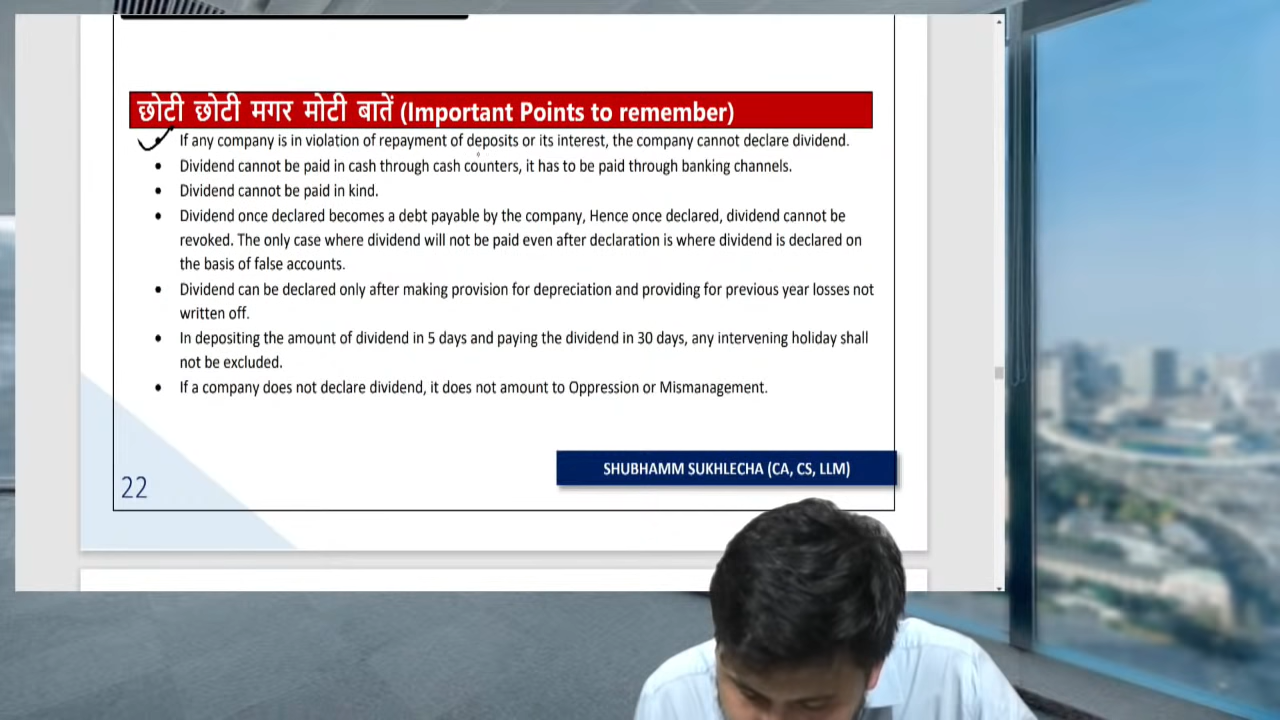 छोटी छोटी मगर मोटी बातें (Important Points to remember)
If any company is in violation of repayment of deposits or its interest, the company cannot declare dividend.
• Dividend cannot be paid in cash through cash counters, it has to be paid through banking channels.
• Dividend cannot be paid in kind.
• Dividend once declared becomes a debt payable by the company, Hence once declared, dividend cannot be
revoked. The only case where dividend will not be paid even after declaration is where dividend is declared on
the basis of false accounts.
• Dividend can be declared only after making provision for depreciation and providing for previous year losses not
written off.
• In depositing the amount of dividend in 5 days and paying the dividend in 30 days, any intervening holiday shall
not be excluded.
• If a company does not declare dividend, it does not amount to Oppression or Mismanagement.
SHUBHAMM SUKHLECHA (CA, CS, LLM)
22